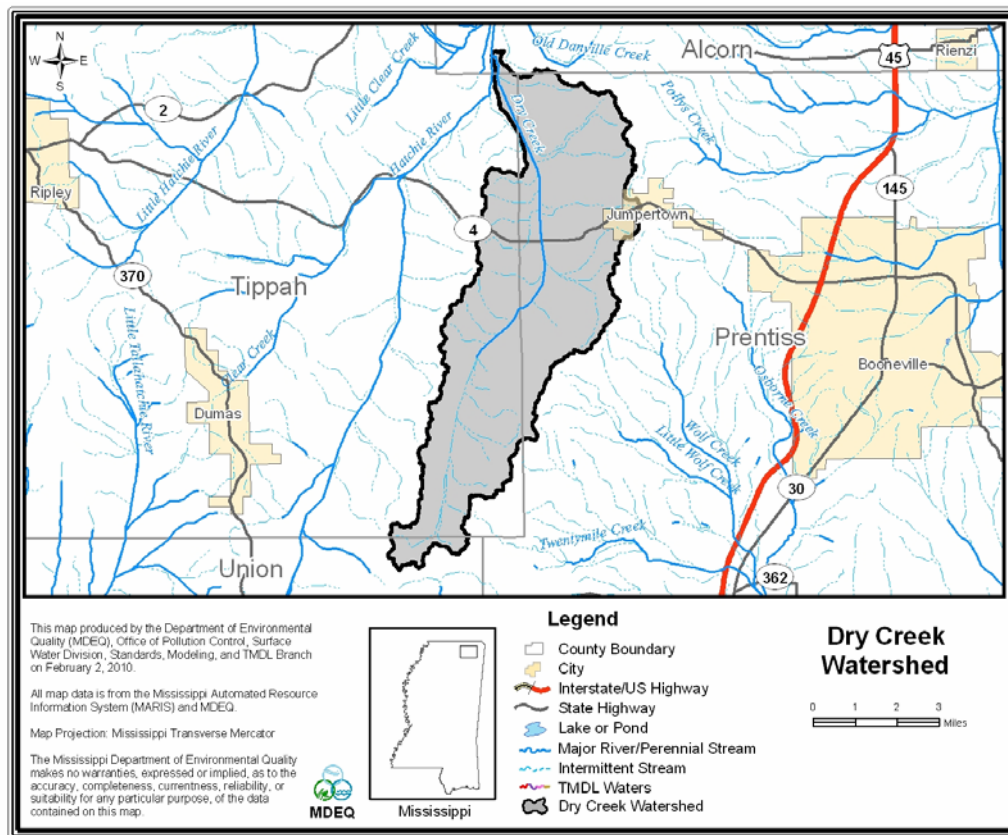 N
W E
S
Old Danville Creek
Alcorn
45
Rienzi
Little Clear Creek
Dry Creek
Pollys Creek
2
Little Hatchie River
Hatchie River
145
Ripley
4
Jumpertown
370
Tippah
Little Tallahatchie River
Clear Creek
Prentiss
Osborne Creek
Booneville
Dumas
Wolf Creek
Little Wolf Creek
30
Twentymile Creek
Union
362
This map produced by the Department of Environmental
Quality (MDEQ), Office of Pollution Control, Surface
Water Division, Standards, Modeling, and TMDL Branch
on February 2, 2010.
All map data is from the Mississippi Automated Resource
Information System (MARIS) and MDEQ.
Map Projection: Mississippi Transverse Mercator
The Mississippi Department of Environmental Quality
makes no warranties, expressed or implied, as to the
accuracy, completeness, currentness, reliability, or
suitability for any particular purpose, of the data
contained on this map.
MDEQ
Mississippi
Legend
County Boundary
City
Interstate/US Highway
State Highway
Lake or Pond
Major River/Perennial Stream
Intermittent Stream
TMDL Waters
Dry Creek Watershed
Dry Creek
Watershed
0 1 2 3
Miles